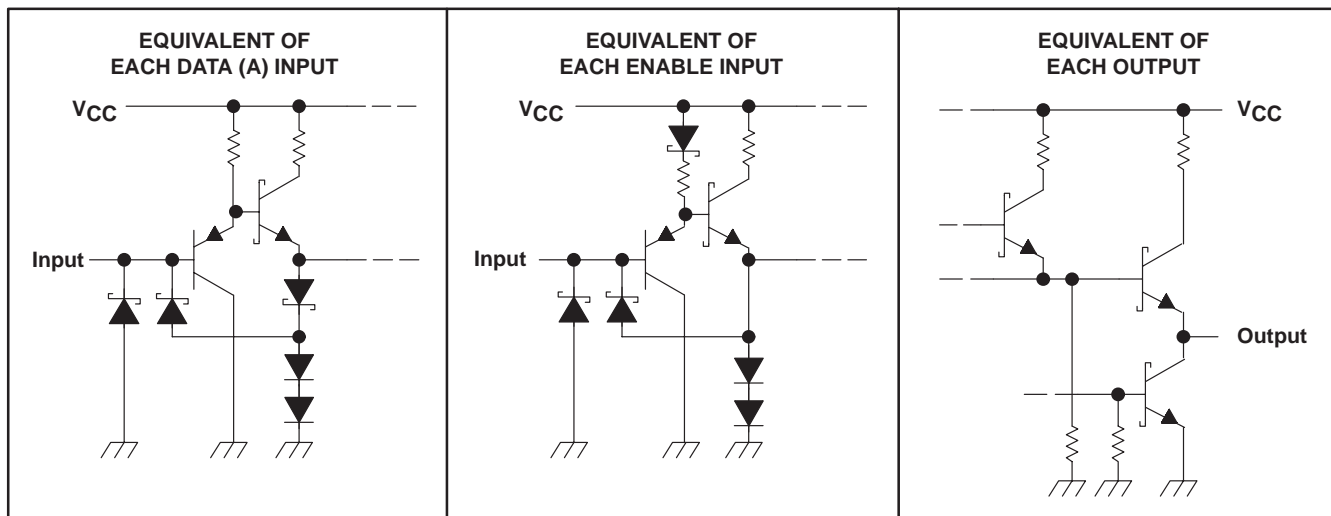 EQUIVALENT OF
EACH DATA (A) INPUT
VCC
Input
EQUIVALENT OF
EACH ENABLE INPUT
VCC
Input
EQUIVALENT OF
EACH OUTPUT
VCC
Output